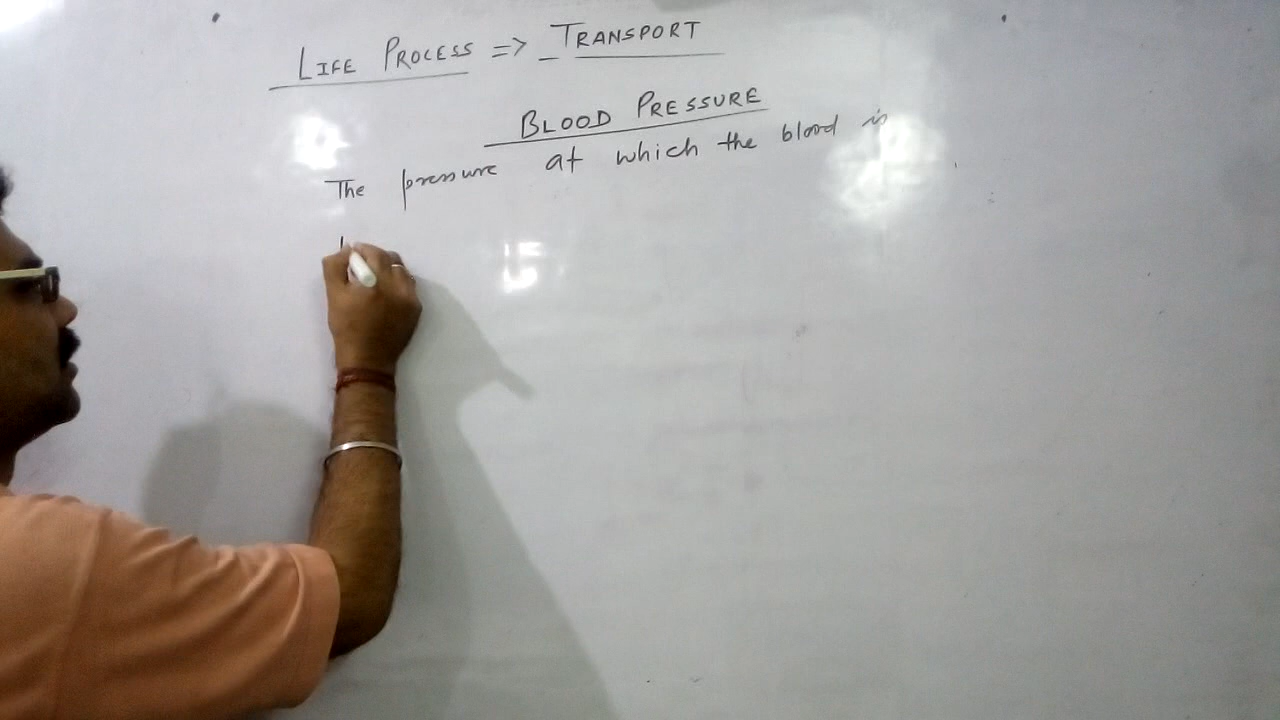 LIFE PROCESS => TRANSPORT
BLOOD PRESSURE
The pressure at which the blood is